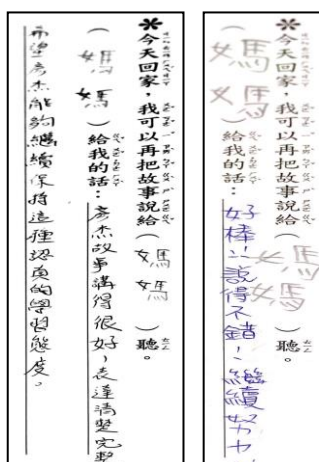 ＊今天回家，我可以再把故事說給（媽媽）聽。
（媽媽）給我的話：好棒!!說得不錯!繼續努力
＊今天回家，我可以再把故事說給（媽媽）聽。
（媽媽）給我的話：彥杰故事講得很好，表達清楚完整
希望彥杰能夠繼續保持這種認真的學習態度。